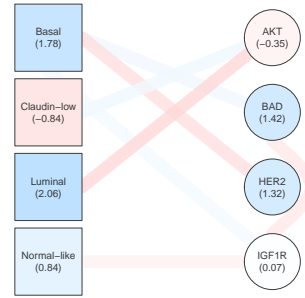 Basal
(1.78)
AKT
(−0.35)
Claudin−low
(−0.84)
BAD
(1.42)
Luminal
(2.06)
HER2
(1.32)
Normal−like
(0.84)
IGF1R
(0.07)